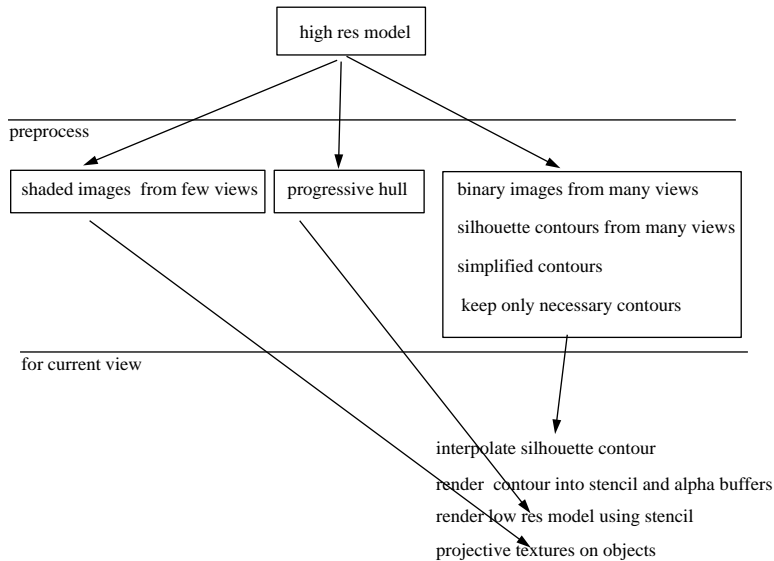 high res model
preprocess
shaded images from few views
progressive hull
binary images from many views
silhouette contours from many views
simplified contours
keep only necessary contours
for current view
interpolate silhouette contour
render contour into stencil and alpha buffers
render low res model using stencil
projective textures on objects